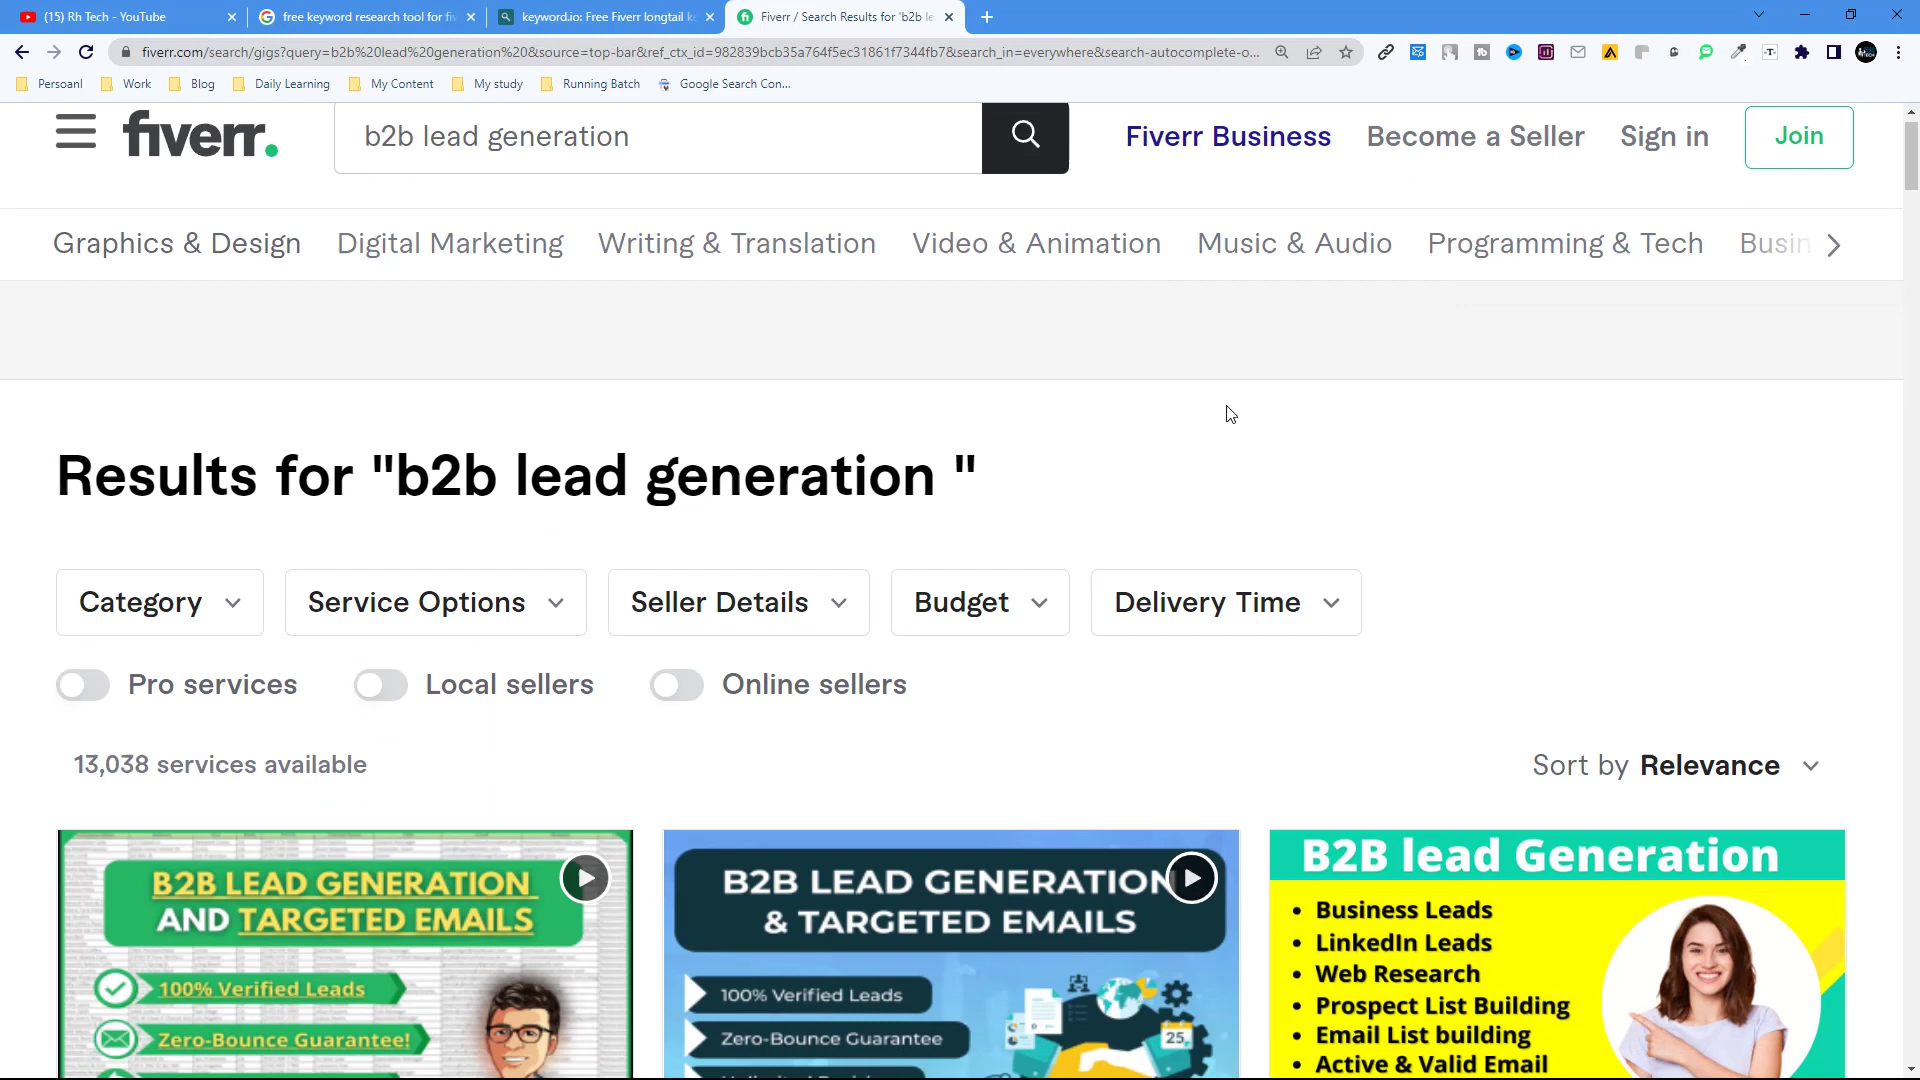 (15) Rh Tech - YouTube
free keyword research tool for fiv
keyword.io: Free Fiverr longtail k
Fiverr / Search Results for 'b2b le
fiverr.com/search/gigs?query=b2b%20lead%20generation%20&source=top-bar&ref_ctx_id=982839bcb35a764f5ec31861f7344fb7&search_in=everywhere&search-autocomplete-o...
Persoanl
Work
Blog
Daily Learning
My Content
My study
Running Batch
Google Search Con...
fiverr.
b2b lead generation
Fiverr Business
Become a Seller
Sign in
Join
Graphics & Design
Digital Marketing
Writing & Translation
Video & Animation
Music & Audio
Programming & Tech
Busin
Results for "b2b lead generation "
Category
Service Options
Seller Details
Budget
Delivery Time
Pro services
Local sellers
Online sellers
13,038 services available
Sort by Relevance
B2B LEAD GENERATION
AND TARGETED EMAILS
100% Verified Leads
Zero-Bounce Guarantee!
B2B LEAD GENERATION
& TARGETED EMAILS
100% Verified Leads
Zero-Bounce Guarantee
25
B2B lead Generation
• Business Leads
• LinkedIn Leads
• Web Research
• Prospect List Building
• Email List building
• Active & Valid Email